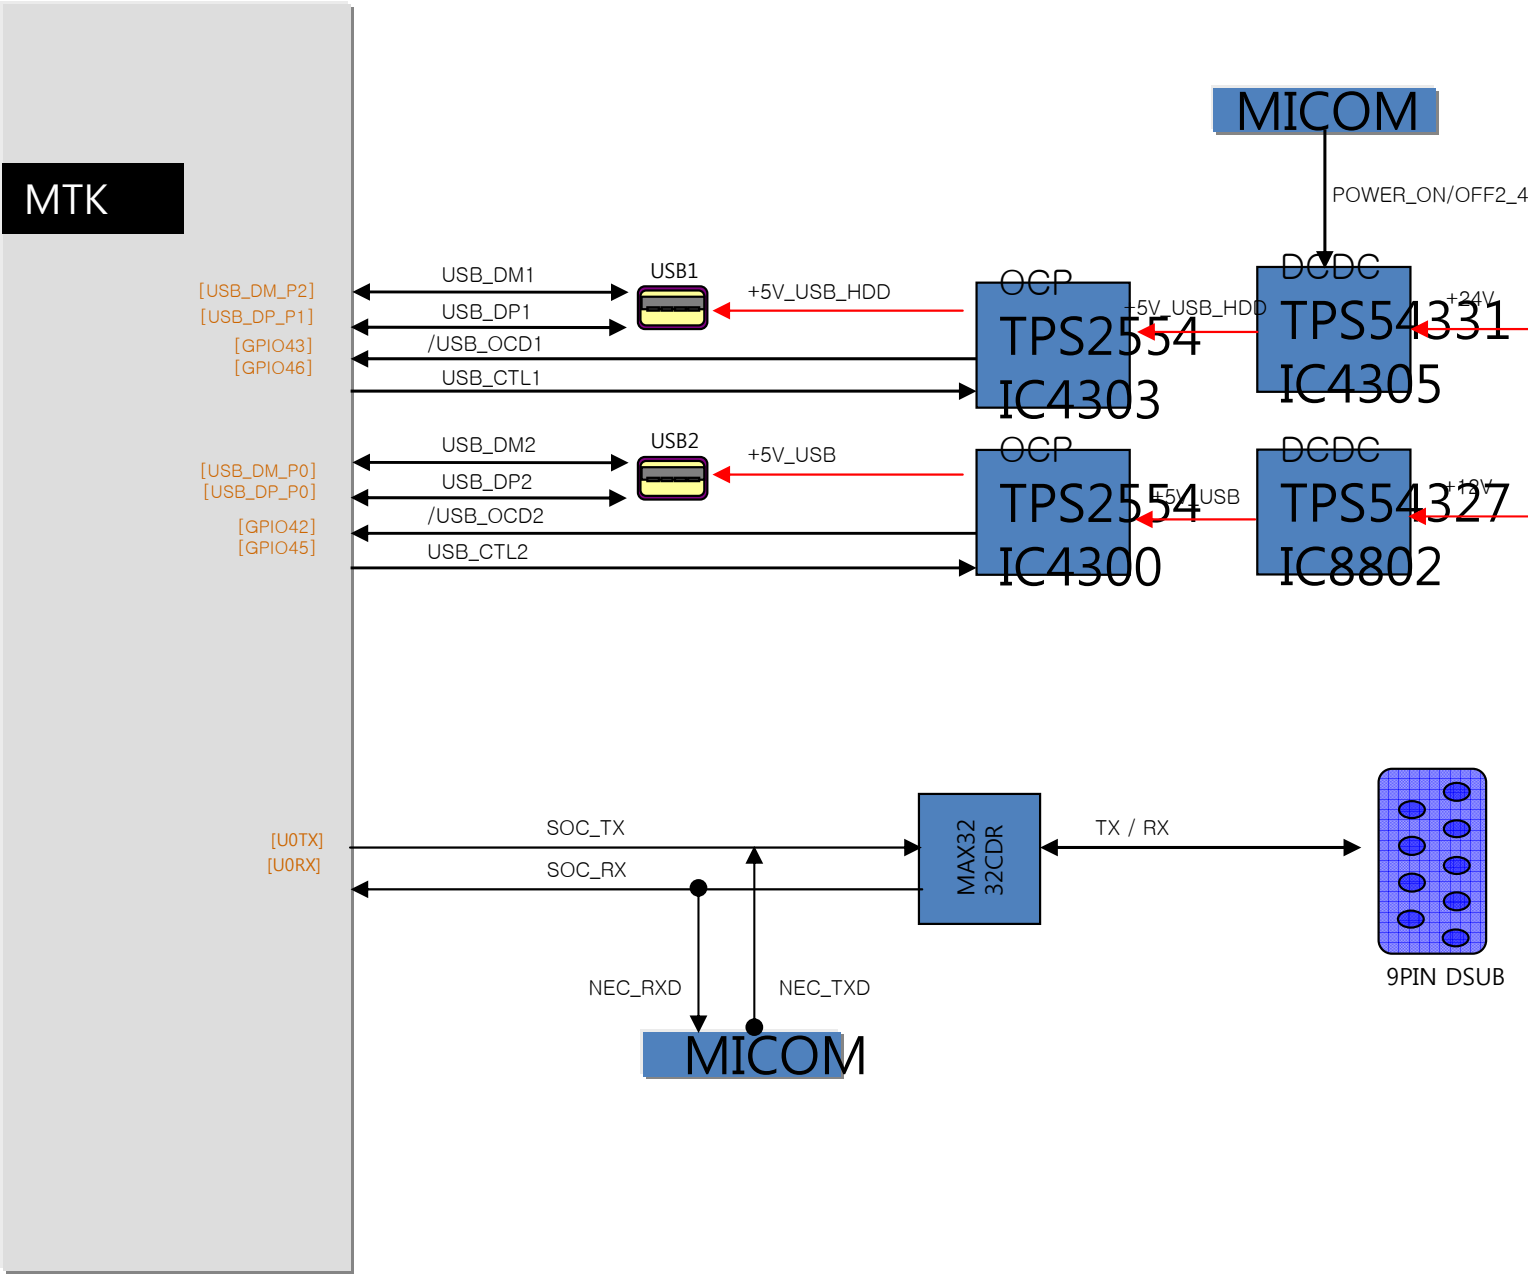 MICOM
POWER_ON/OFF2_4
MTK
[USB_DM_P2]
[USB_DP_P1]
[GPIO43]
[GPIO46]
USB_DM1
USB_DP1
/USB_OCD1
USB_CTL1
USB1
+5V_USB_HDD
OCP
TPS2554
IC4303
+5V_USB_HDD
DCDC
TPS54331
IC4305
+24V
[USB_DM_P0]
[USB_DP_P0]
[GPIO42]
[GPIO45]
USB_DM2
USB_DP2
/USB_OCD2
USB_CTL2
USB2
+5V_USB
OCP
TPS2554
IC4300
+5V_USB
DCDC
TPS54327
IC8802
+12V
[U0TX]
[U0RX]
SOC_TX
SOC_RX
MAX32
32CDR
TX / RX
9PIN DSUB
NEC_RXD
NEC_TXD
MICOM